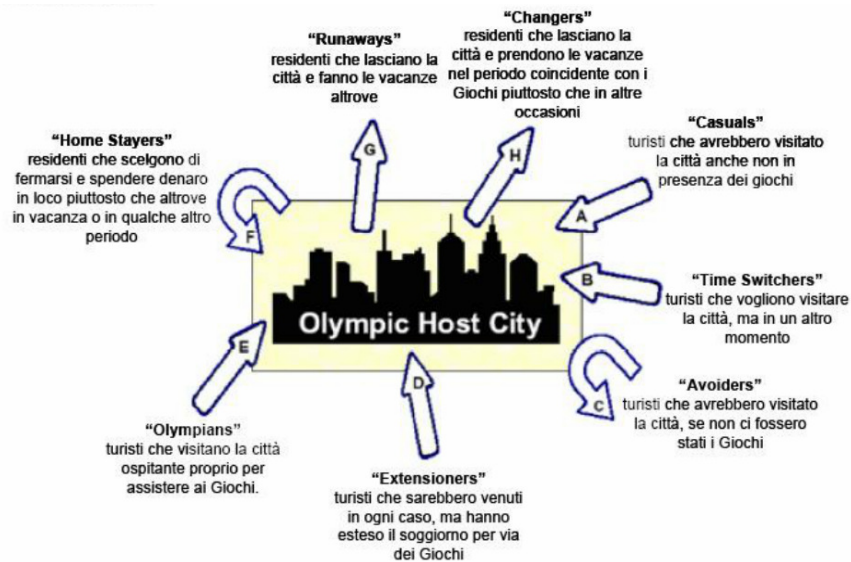 “Changers”
residenti che lasciano la
città e prendono le vacanze
nel periodo coincidente con i
Giochi piuttosto che in altre
occasioni
“Runaways”
residenti che lasciano la
città e fanno le vacanze
altrove
“Casuals”
turisti che avrebbero visitato
la città anche non in
presenza dei giochi
“Home Stayers”
residenti che scelgono di
fermarsi e spendere denaro
in loco piuttosto che altrove
in vacanza o in qualche altro
periodo
G
H
A
F
B
“Time Switchers”
turisti che vogliono visitare
la città, ma in un altro
momento
Olympic Host City
E
D
C
“Avoiders”
turisti che avrebbero visitato
la città, se non ci fossero
stati i Giochi
“Olympians”
turisti che visitano la città
ospitante proprio per
assistere ai Giochi.
“Extensioners”
turisti che sarebbero venuti
in ogni caso, ma hanno
esteso il soggiorno per via
dei Giochi